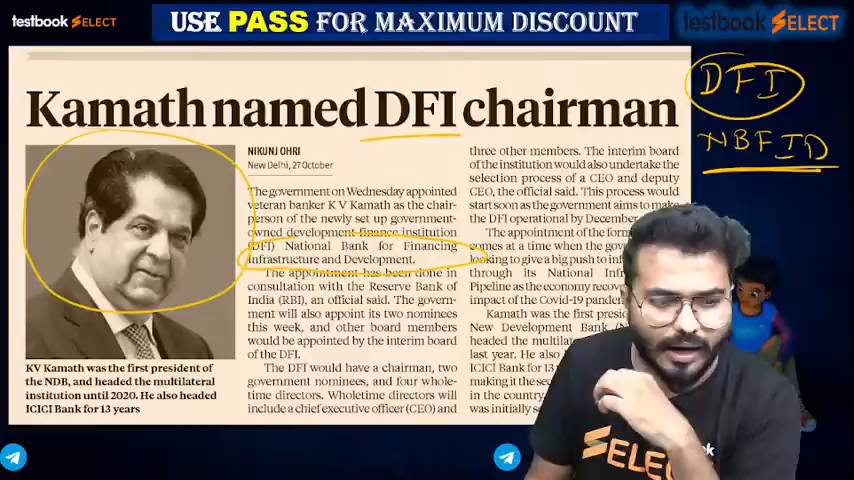 testbook SELECT
USE PASS FOR MAXIMUM DISCOUNT
testbook SELECT
Kamath named DFI chairman
DFI
NBFID
NIKUNJ OHRI
New Delhi, 27 October
The government on Wednesday appointed
veteran banker K V Kamath as the chair-
person of the newly set up government-
owned development finance institution
(DFI) National Bank for Financing
Infrastructure and Development.
The appointment has been done in
consultation with the Reserve Bank of
India (RBI), an official said. The govern-
ment will also appoint its two nominees
this week, and other board members
would be appointed by the interim board
of the DFI.
The DFI would have a chairman, two
government nominees, and four whole-
time directors. Wholetime directors will
include a chief executive officer (CEO) and
three other members. The interim board
of the institution would also undertake the
selection process of a CEO and deputy
CEO, the official said. This process would
start soon as the government aims to make
the DFI operational by December
The appointment of the
comes at a time when the
looking to give a big push to
through its National
Pipeline as the economy
impact of the Covid-19
Kamath was the first
New Development Bank
headed the
last year. He also
ICICI Bank for 13
making it the
in the country
was initially
KV Kamath was the first president of
the NDB, and headed the multilateral
institution until 2020. He also headed
ICICI Bank for 13 years
SELEC